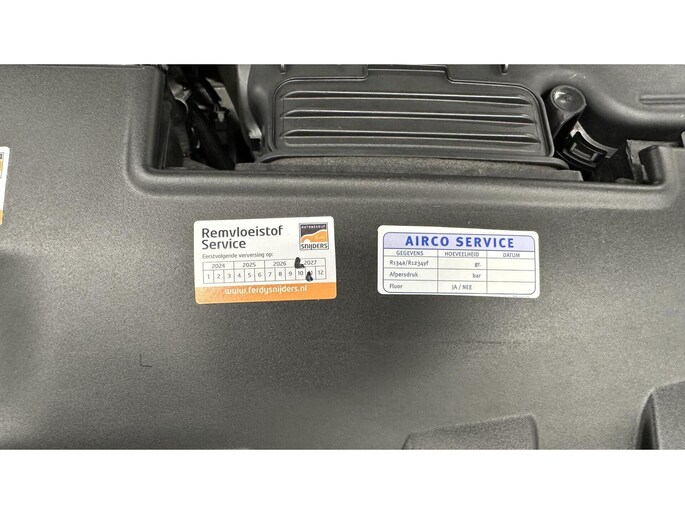 Remvloeistof
Service
Eerstvolgende verversing op:
2024 2025 2026 2027
1 2 3 4 5 6 7 8 9 10 11 12
www.ferdysnijders.nl
AUTOBEDRIJF
SNIJDERS
AIRCO SERVICE
GEGEVENS HOEVEELHEID DATUM
R134a/R1234yf gr.
Afpersdruk bar
Fluor JA / NEE